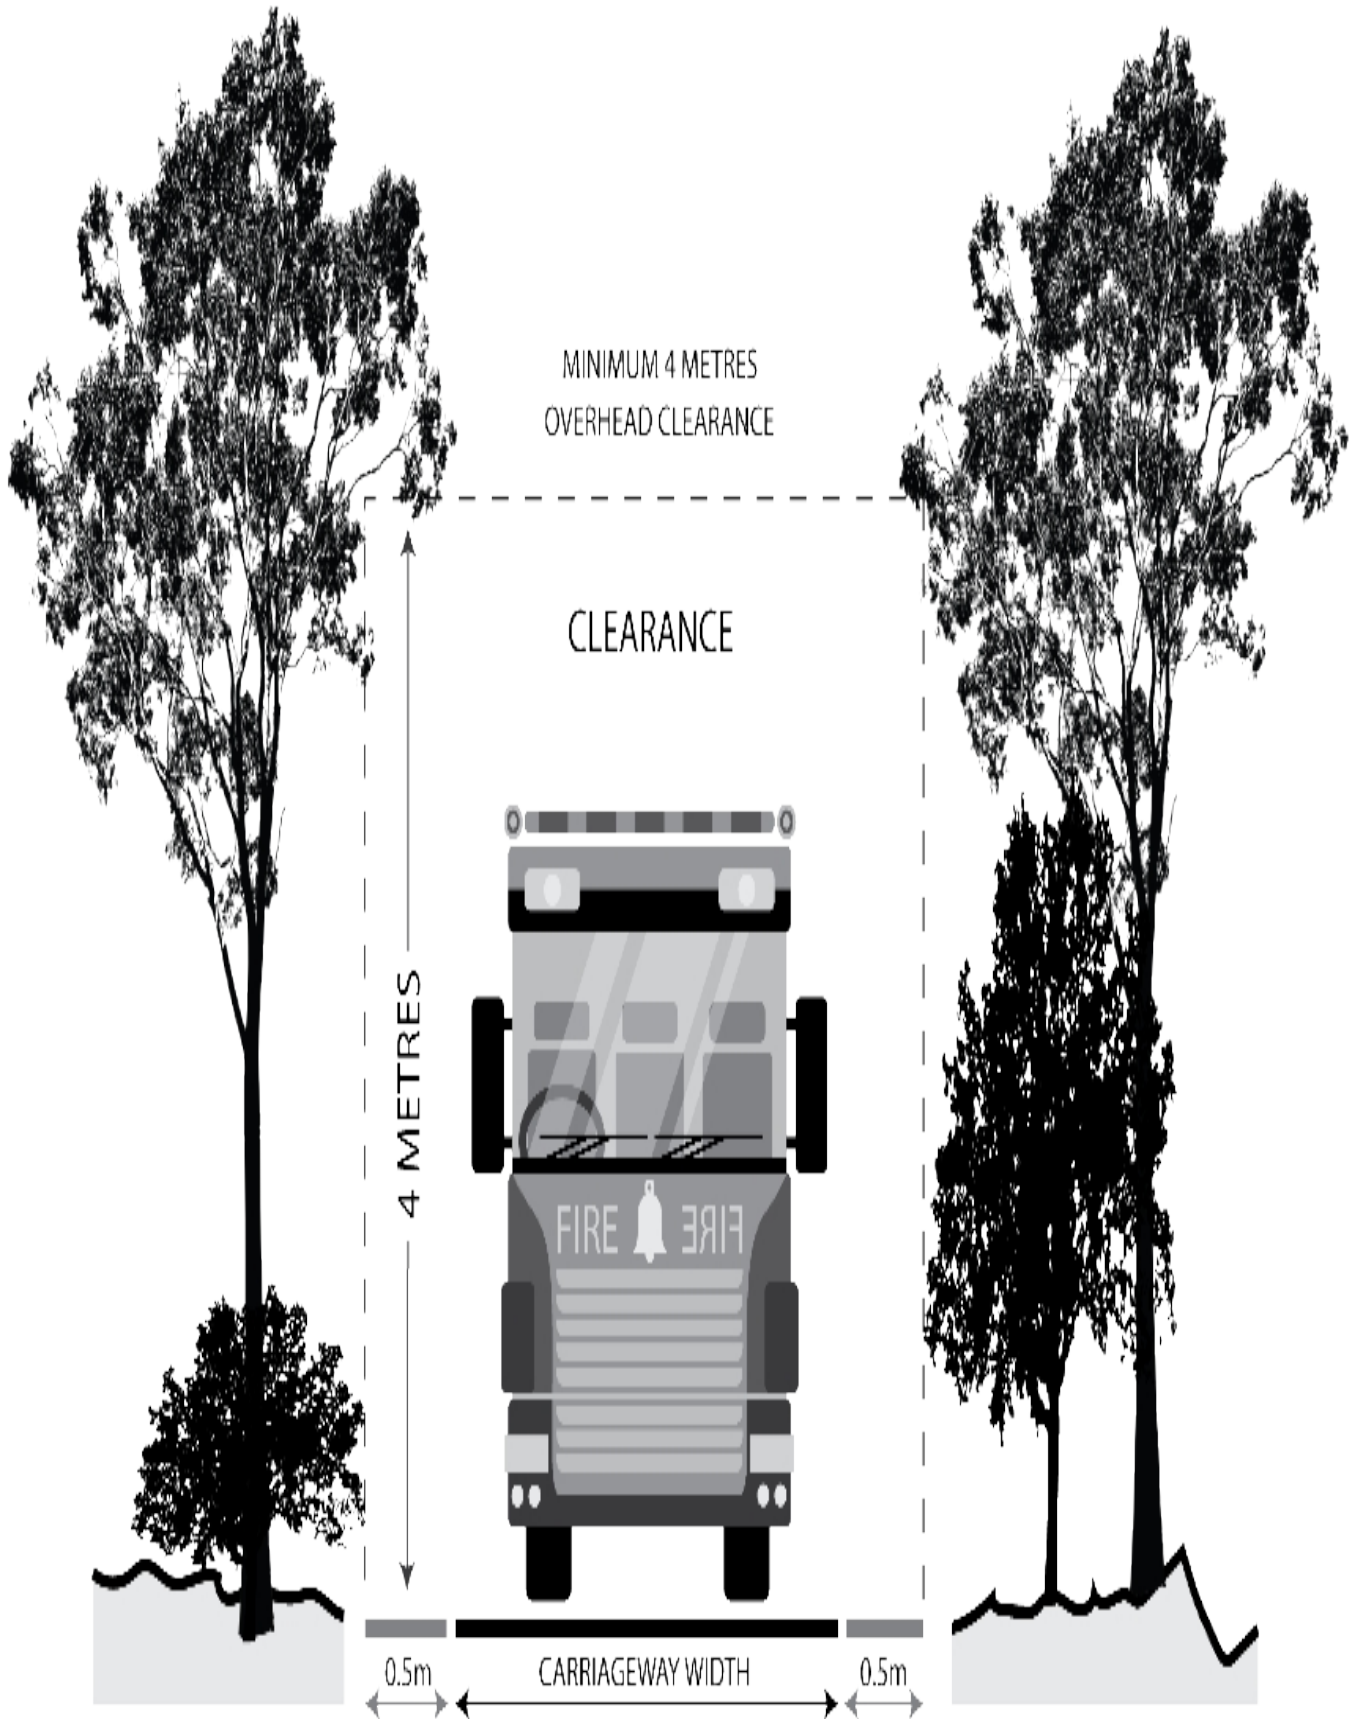 MINIMUM 4 METRES
OVERHEAD CLEARANCE
CLEARANCE
4 METRES
FIRE FIRE
0.5m CARRIAGEWAY WIDTH 0.5m